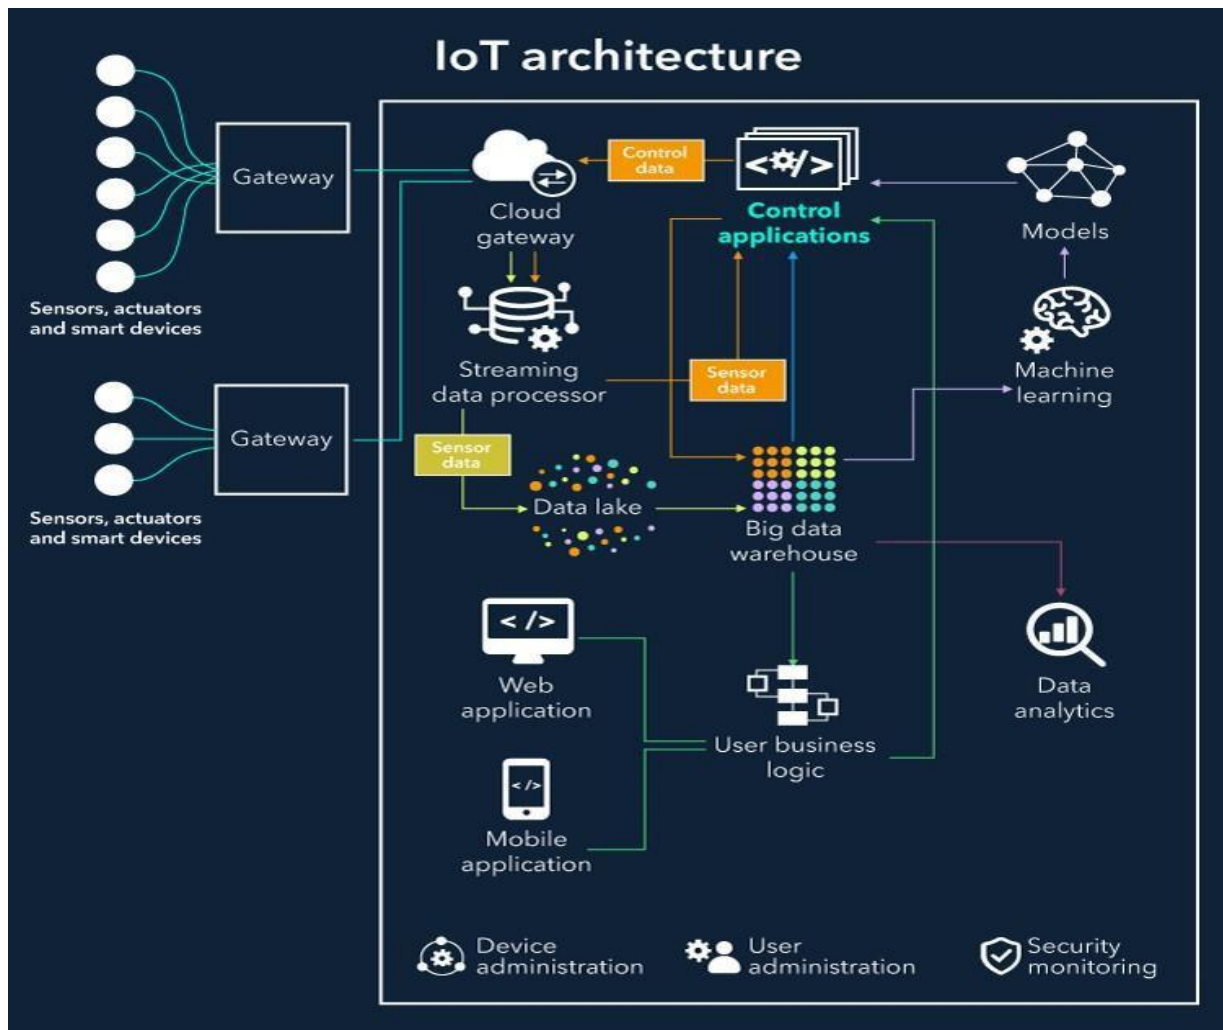 IoT architecture
Gateway
Sensors, actuators
and smart devices
Gateway
Sensors, actuators
and smart devices
Cloud
gateway
Control
data
</>
Control
applications
Models
Streaming
data processor
Sensor
data
Machine
learning
Sensor
data
Data lake
Big data
warehouse
</>
Web
application
User business
logic
Data
analytics
</>
Mobile
application
Device
administration
User
administration
Security
monitoring